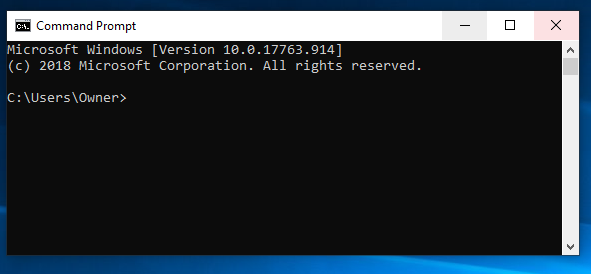 Command Prompt
Microsoft Windows [Version 10.0.17763.914]
(c) 2018 Microsoft Corporation. All rights reserved.
C:\Users\Owner>